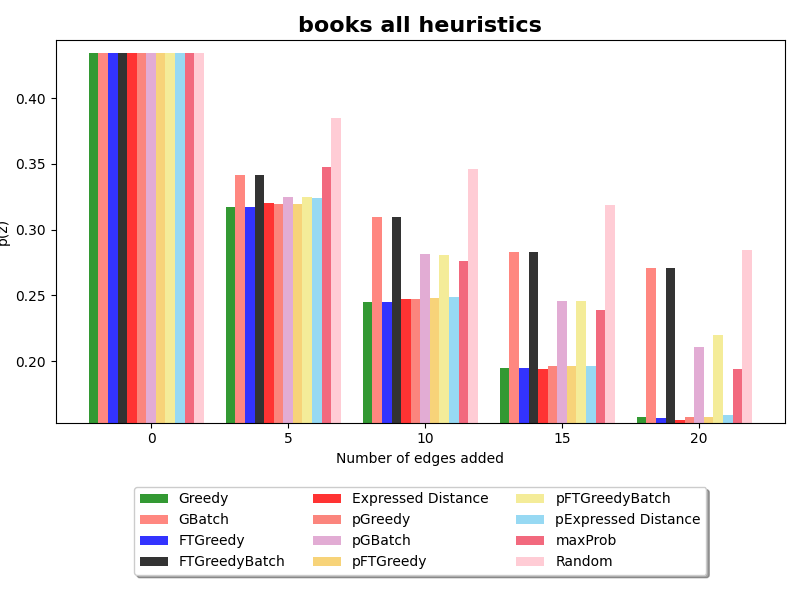 books all heuristics
p(z)
0.40
0.35
0.30
0.25
0.20
0 5 10 15 20
Number of edges added
Greedy
GBatch
FTGreedy
FTGreedyBatch
Expressed Distance
pGreedy
pGBatch
pFTGreedy
pFTGreedyBatch
pExpressed Distance
maxProb
Random